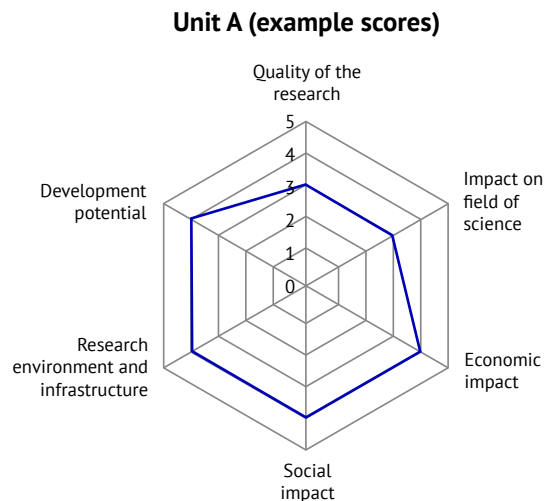 Unit A (example scores)
Quality of the
research
5
4
3
2
1
0
Impact on
field of
science
Economic
impact
Social
impact
Research
environment and
infrastructure
Development
potential